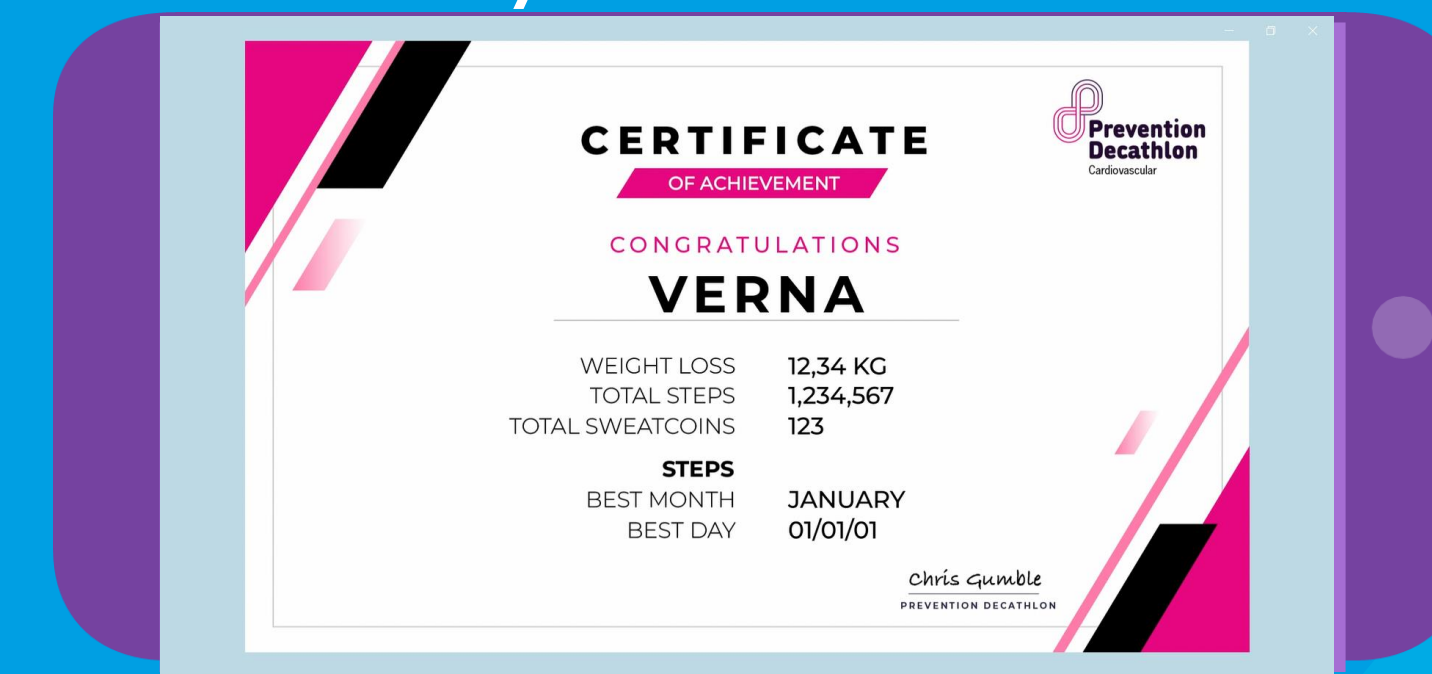 CERTIFICATE
OF ACHIEVEMENT
Prevention
Decathlon
Cardiovascular
CONGRATULATIONS
VERNA
WEIGHT LOSS 12,34 KG
TOTAL STEPS 1,234,567
TOTAL SWEATCOINS 123
STEPS
BEST MONTH JANUARY
BEST DAY 01/01/01
Chris Gumble
PREVENTION DECATHLON